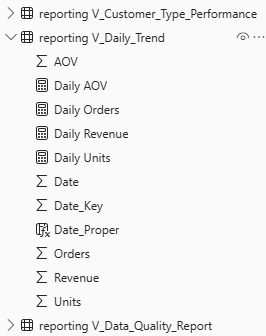 reporting V_Customer_Type_Performance
reporting V_Daily_Trend
AOV
Daily AOV
Daily Orders
Daily Revenue
Daily Units
Date
Date_Key
Date_Proper
Orders
Revenue
Units
reporting V_Data_Quality_Report